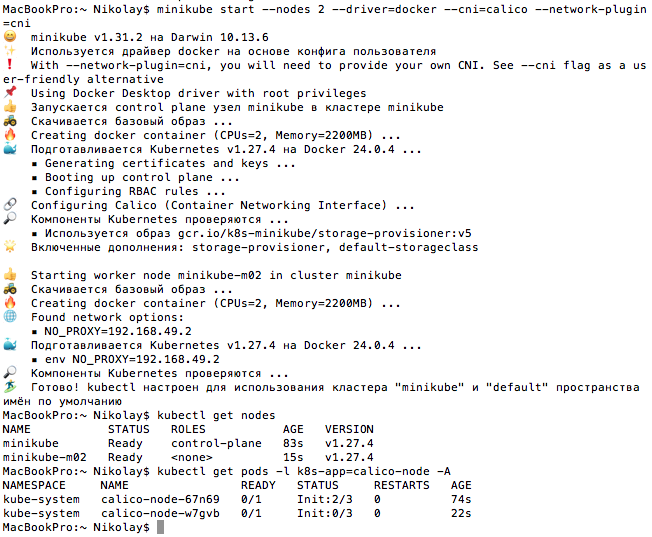 MacBookPro:~ Nikolay$ minikube start --nodes 2 --driver=docker --cni=calico --network-plugin
=cni
😄  minikube v1.31.2 на Darwin 10.13.6
✨  Используется драйвер docker на основе конфига пользователя
❗  With --network-plugin=cni, you will need to provide your own CNI. See --cni flag as a us
er-friendly alternative
📌  Using Docker Desktop driver with root privileges
👍  Запускается control plane узел minikube в кластере minikube
🚜  Скачивается базовый образ ...
🔥  Creating docker container (CPUs=2, Memory=2200MB) ...
🐳  Подготавливается Kubernetes v1.27.4 на Docker 24.0.4 ...
    ▪ Generating certificates and keys ...
    ▪ Booting up control plane ...
    ▪ Configuring RBAC rules ...
🔗  Configuring Calico (Container Networking Interface) ...
🔎  Компоненты Kubernetes проверяются ...
    ▪ Используется образ gcr.io/k8s-minikube/storage-provisioner:v5
🌟  Включенные дополнения: storage-provisioner, default-storageclass
👍  Starting worker node minikube-m02 in cluster minikube
🚜  Скачивается базовый образ ...
🔥  Creating docker container (CPUs=2, Memory=2200MB) ...
🌐  Found network options:
    ▪ NO_PROXY=192.168.49.2
🐳  Подготавливается Kubernetes v1.27.4 на Docker 24.0.4 ...
    ▪ env NO_PROXY=192.168.49.2
🔎  Компоненты Kubernetes проверяются ...
🏄  Готово! kubectl настроен для использования кластера "minikube" и "default" пространства
имён по умолчанию
MacBookPro:~ Nikolay$ kubectl get nodes
NAME           STATUS   ROLES           AGE   VERSION
minikube       Ready    control-plane   83s   v1.27.4
minikube-m02   Ready    <none>          15s   v1.27.4
MacBookPro:~ Nikolay$ kubectl get pods -l k8s-app=calico-node -A
NAMESPACE     NAME                READY   STATUS     RESTARTS   AGE
kube-system   calico-node-67n69   0/1     Init:2/3   0          74s
kube-system   calico-node-w7gvb   0/1     Init:0/3   0          22s
MacBookPro:~ Nikolay$